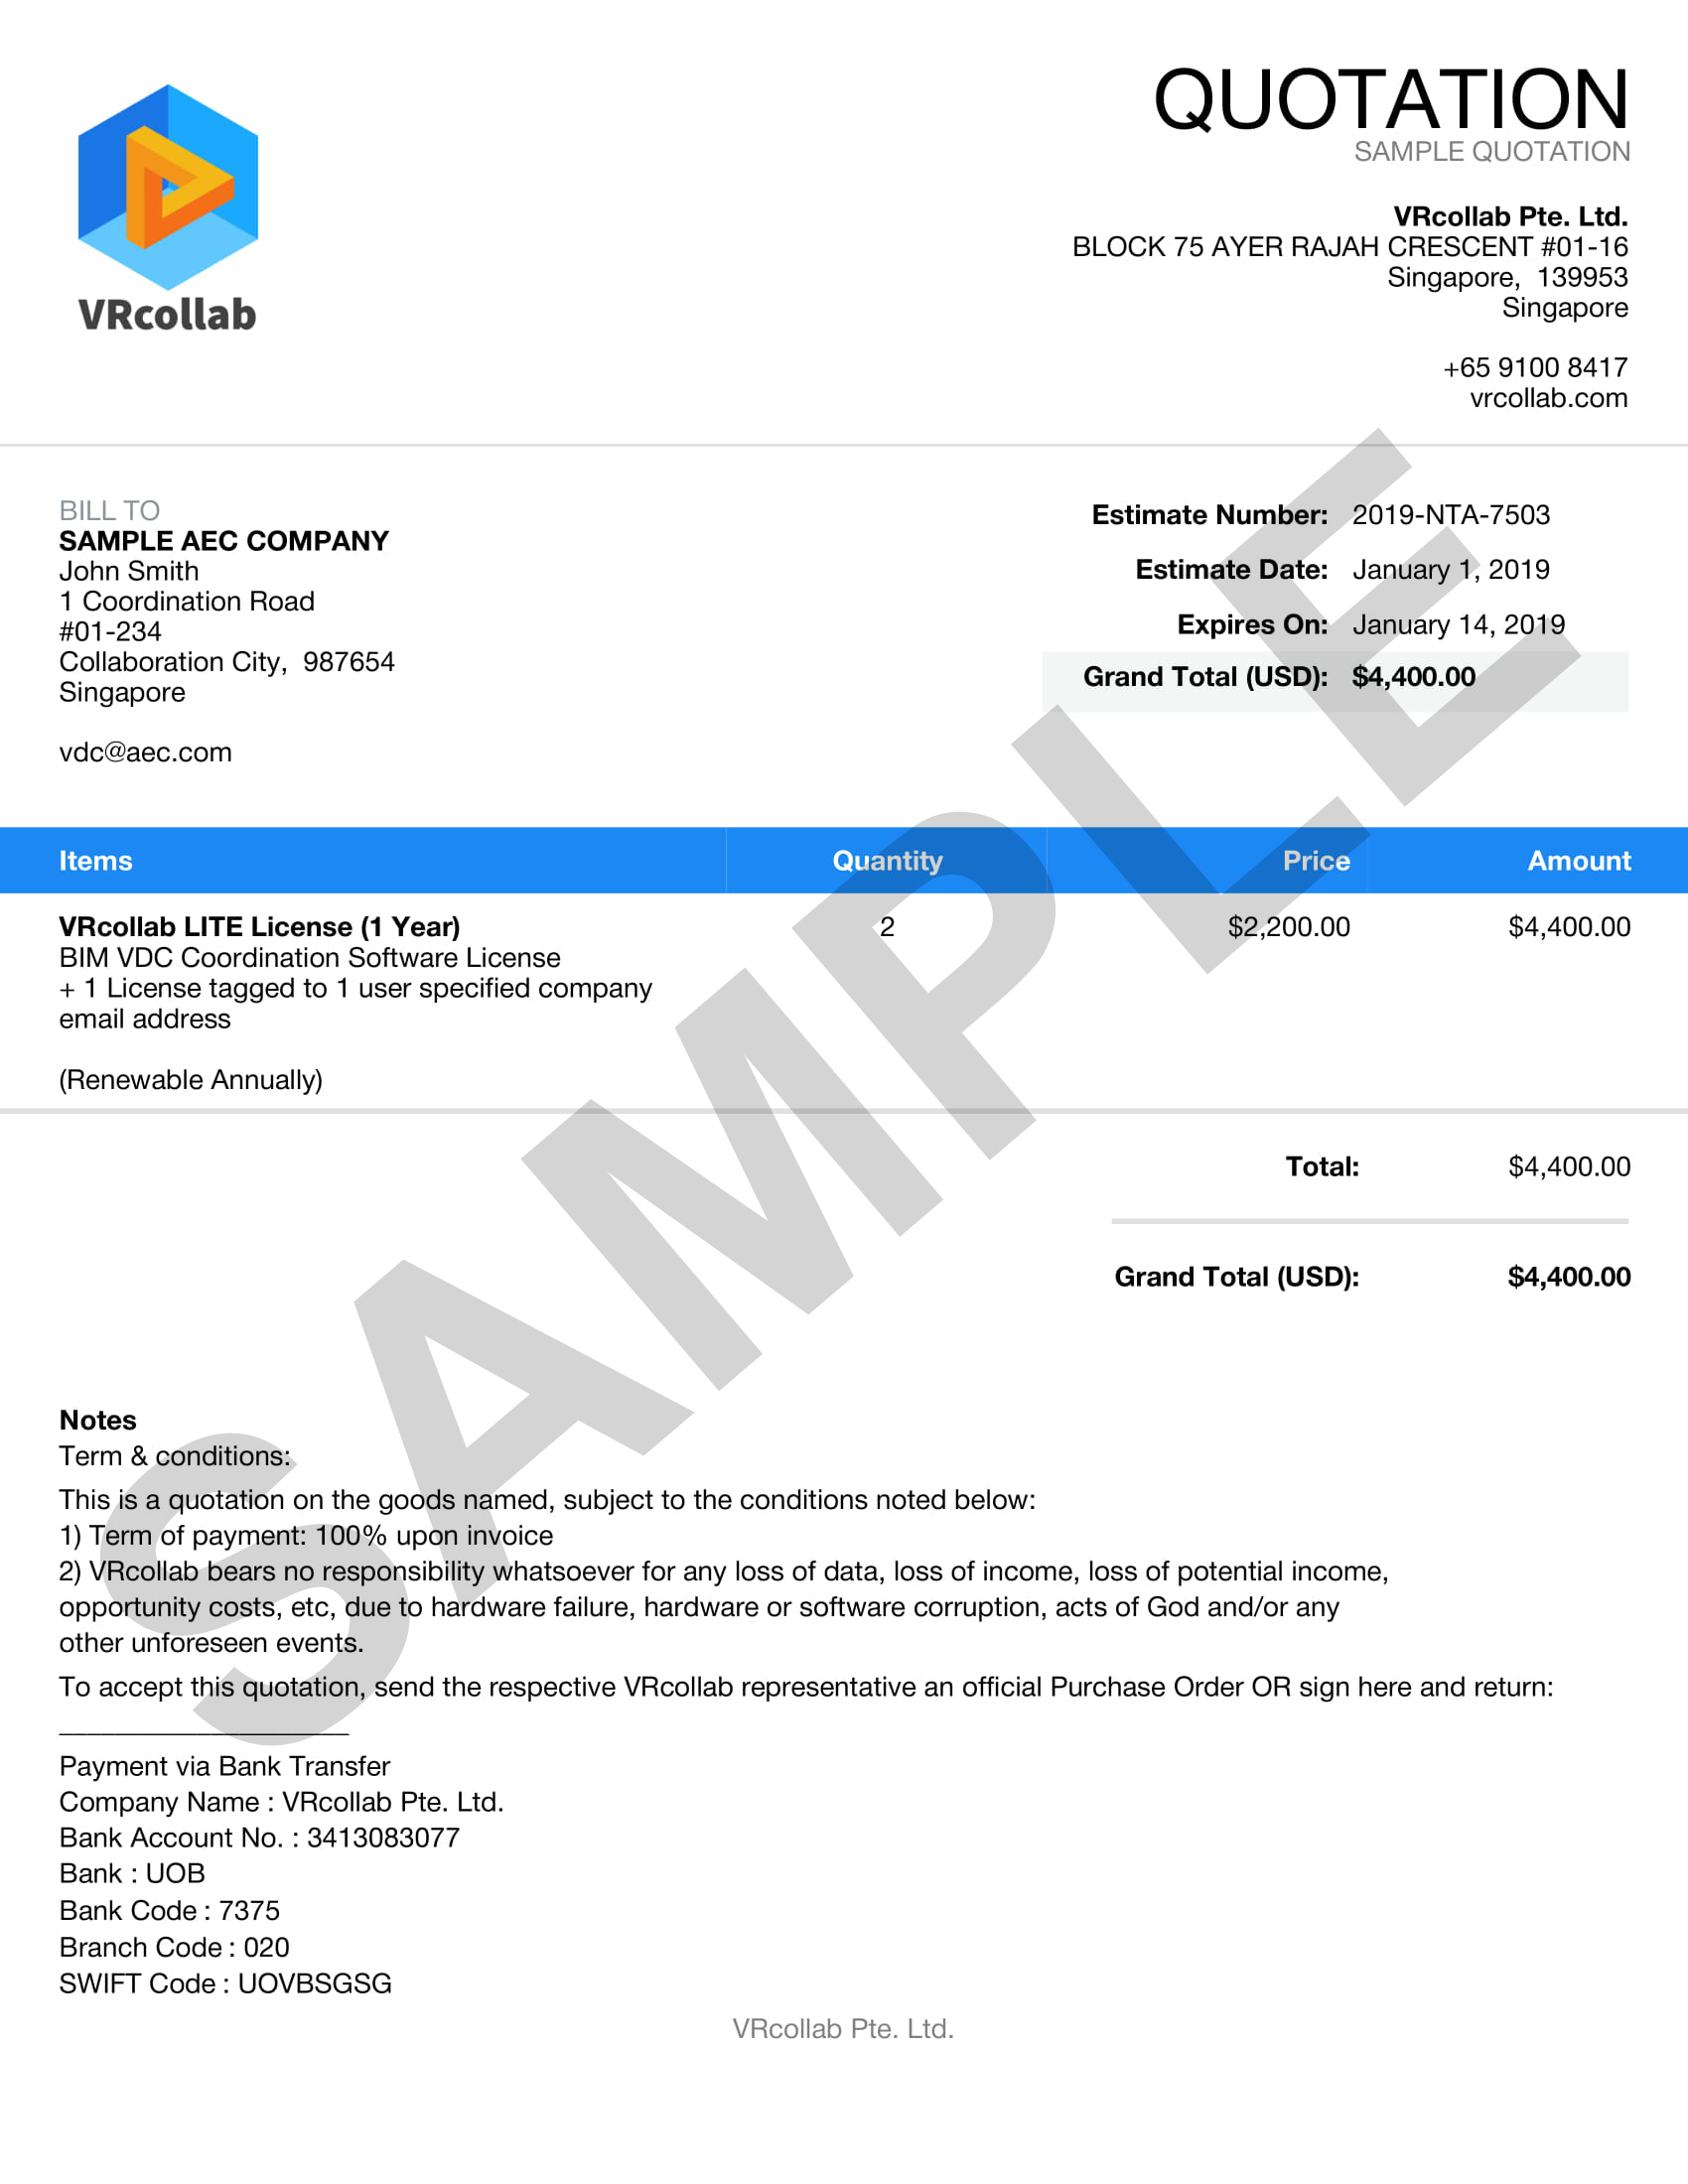 QUOTATION
SAMPLE QUOTATION
VRcollab
VRcollab Pte. Ltd.
BLOCK 75 AYER RAJAH CRESCENT #01-16
Singapore, 139953
Singapore
+65 9100 8417
vrcollab.com
BILL TO
SAMPLE AEC COMPANY
John Smith
1 Coordination Road
#01-234
Collaboration City, 987654
Singapore
vdc@aec.com
Estimate Number: 2019-NTA-7503
Estimate Date: January 1, 2019
Expires On: January 14, 2019
Grand Total (USD): $4,400.00
Items Quantity Price Amount
VRcollab LITE License (1 Year) 2 $2,200.00 $4,400.00
BIM VDC Coordination Software License
+ 1 License tagged to 1 user specified company
email address
(Renewable Annually)
Total: $4,400.00
Grand Total (USD): $4,400.00
SAMPLE
Notes
Term & conditions:
This is a quotation on the goods named, subject to the conditions noted below:
1) Term of payment: 100% upon invoice
2) VRcollab bears no responsibility whatsoever for any loss of data, loss of income, loss of potential income,
opportunity costs, etc, due to hardware failure, hardware or software corruption, acts of God and/or any
other unforeseen events.
To accept this quotation, send the respective VRcollab representative an official Purchase Order OR sign here and return:
____________________
Payment via Bank Transfer
Company Name : VRcollab Pte. Ltd.
Bank Account No. : 3413083077
Bank : UOB
Bank Code : 7375
Branch Code : 020
SWIFT Code : UOVBSGSG
VRcollab Pte. Ltd.